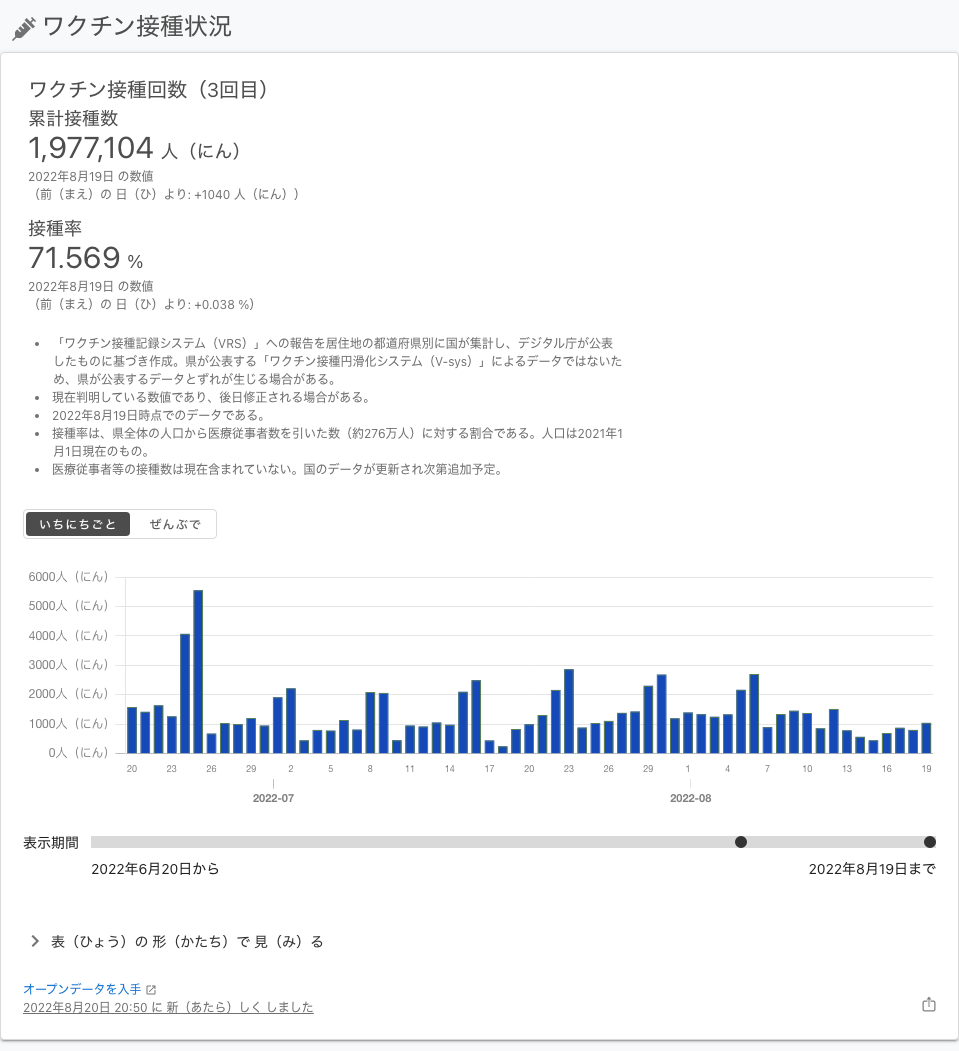 ワクチン接種状況
ワクチン接種回数（3回目）
累計接種数
1,977,104 人（にん）
2022年8月19日 の数値
（前（まえ）の 日（ひ）より: +1040 人（にん））
接種率
71.569 %
2022年8月19日 の数値
（前（まえ）の 日（ひ）より: +0.038 %）
• 「ワクチン接種記録システム（VRS）」への報告を居住地の都道府県別に国が集計し、デジタル庁が公表
したものに基づき作成。県が公表する「ワクチン接種円滑化システム（V-sys）」によるデータではないた
め、県が公表するデータとずれが生じる場合がある。
• 現在判明している数値であり、後日修正される場合がある。
• 2022年8月19日時点でのデータである。
• 接種率は、県全体の人口から医療従事者数を引いた数（約276万人）に対する割合である。人口は2021年1
月1日現在のもの。
• 医療従事者等の接種数は現在含まれていない。国のデータが更新され次第追加予定。
いちにちごと ぜんぶで
6000人（にん）
5000人（にん）
4000人（にん）
3000人（にん）
2000人（にん）
1000人（にん）
0人（にん）
20 23 26 29 2 5 8 11 14 17 20 23 26 29 1 4 7 10 13 16 19
2022-07 2022-08
表示期間
2022年6月20日から 2022年8月19日まで
表（ひょう）の 形（かたち）で 見（み）る
オープンデータを入手
2022年8月20日 20:50 に 新（あたら）しく しました